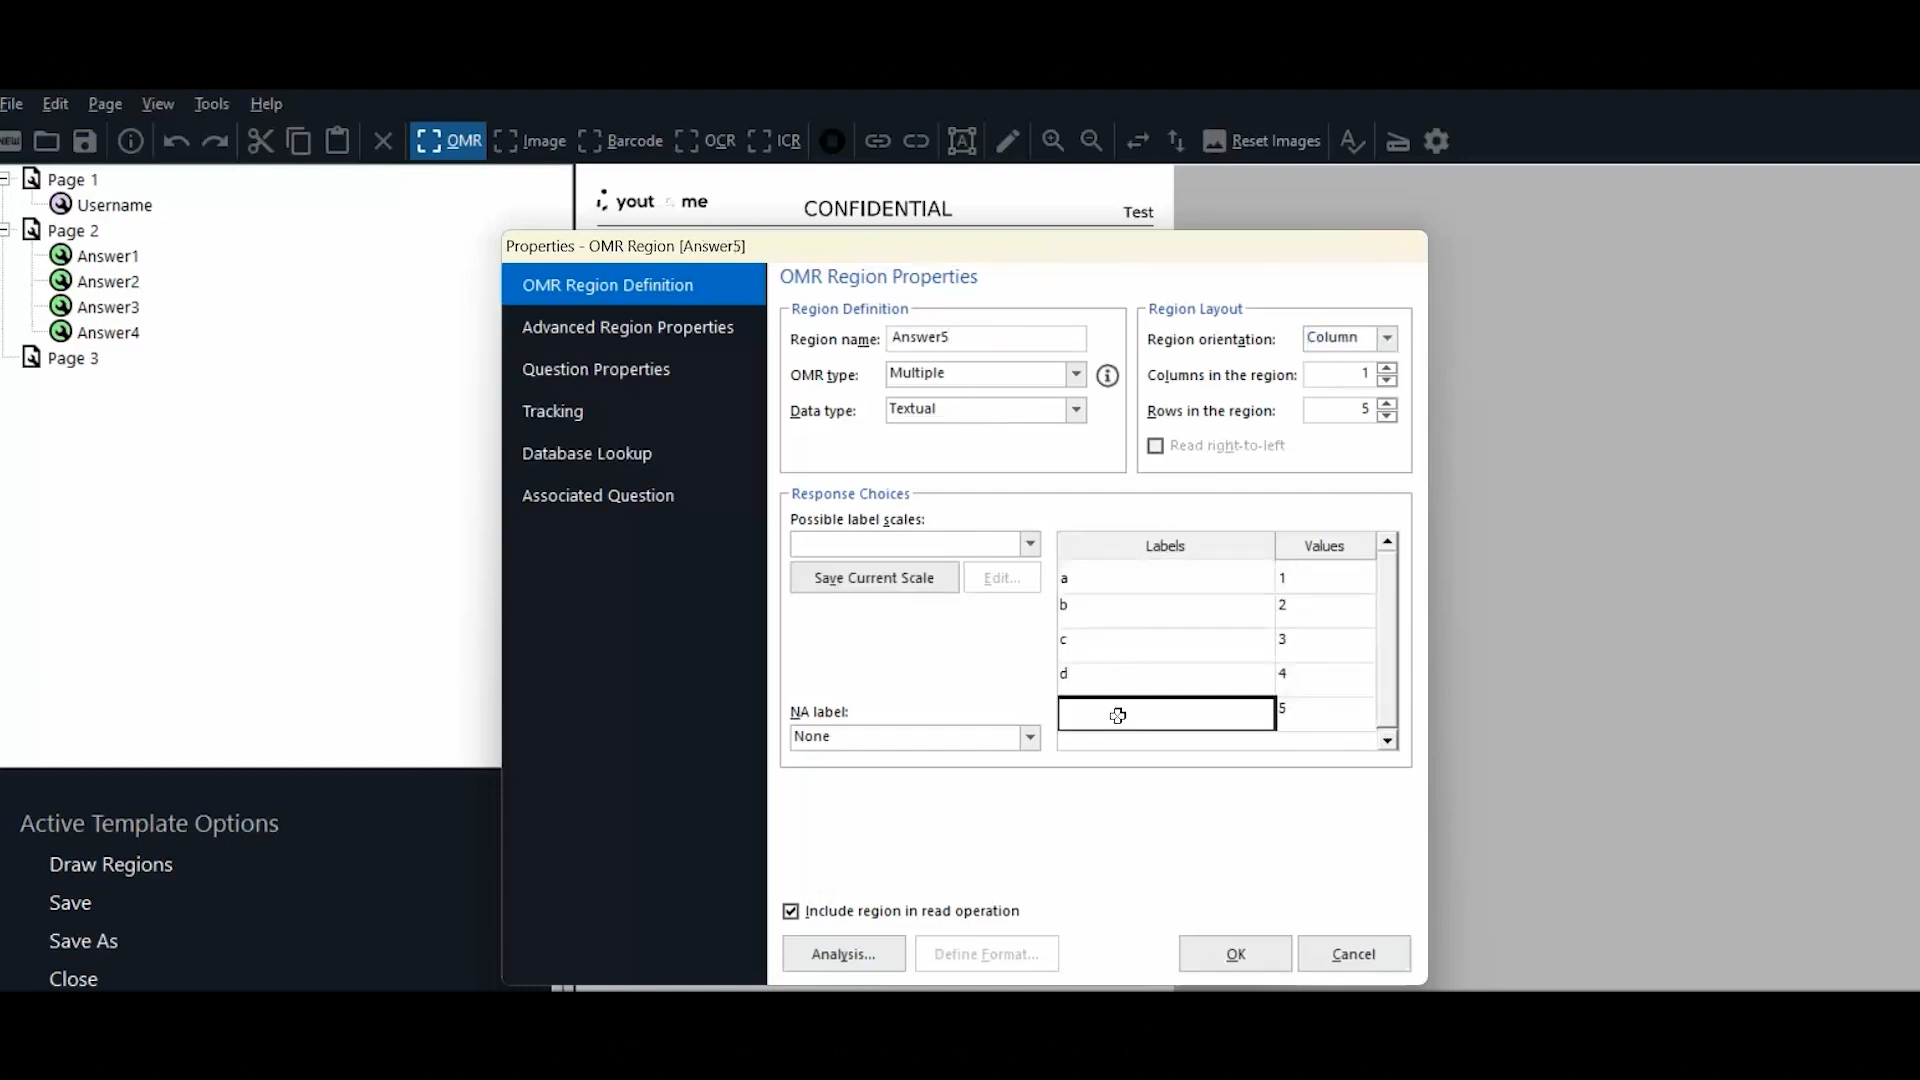 File Edit Page View Tools Help
NEW OMR Image Barcode OCR ICR Reset Images
Page 1
Username
Page 2
Answer1
Answer2
Answer3
Answer4
Page 3
yout me CONFIDENTIAL Test
Properties - OMR Region [Answer5]
OMR Region Definition
Advanced Region Properties
Question Properties
Tracking
Database Lookup
Associated Question
OMR Region Properties
Region Definition
Region name: Answer5
OMR type: Multiple
Data type: Textual
Region Layout
Region orientation: Column
Columns in the region: 1
Rows in the region: 5
Read right-to-left
Response Choices
Possible label scales:
Save Current Scale Edit...
NA label:
None
Labels Values
a 1
b 2
c 3
d 4
5
Include region in read operation
Analysis... Define Format... OK Cancel
Active Template Options
Draw Regions
Save
Save As
Close